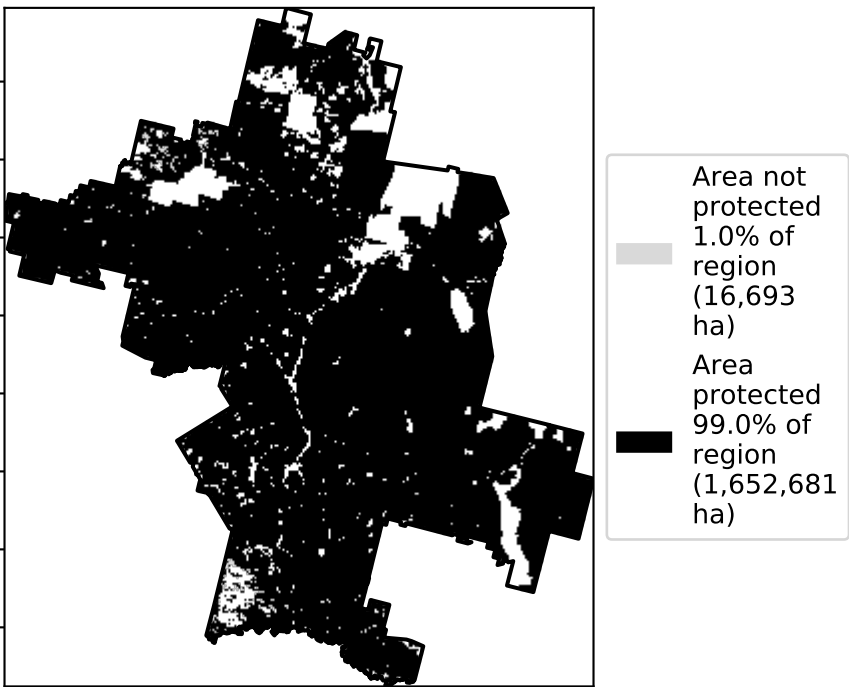 Area not
protected
1.0% of
region
(16,693
ha)
Area
protected
99.0% of
region
(1,652,681
ha)